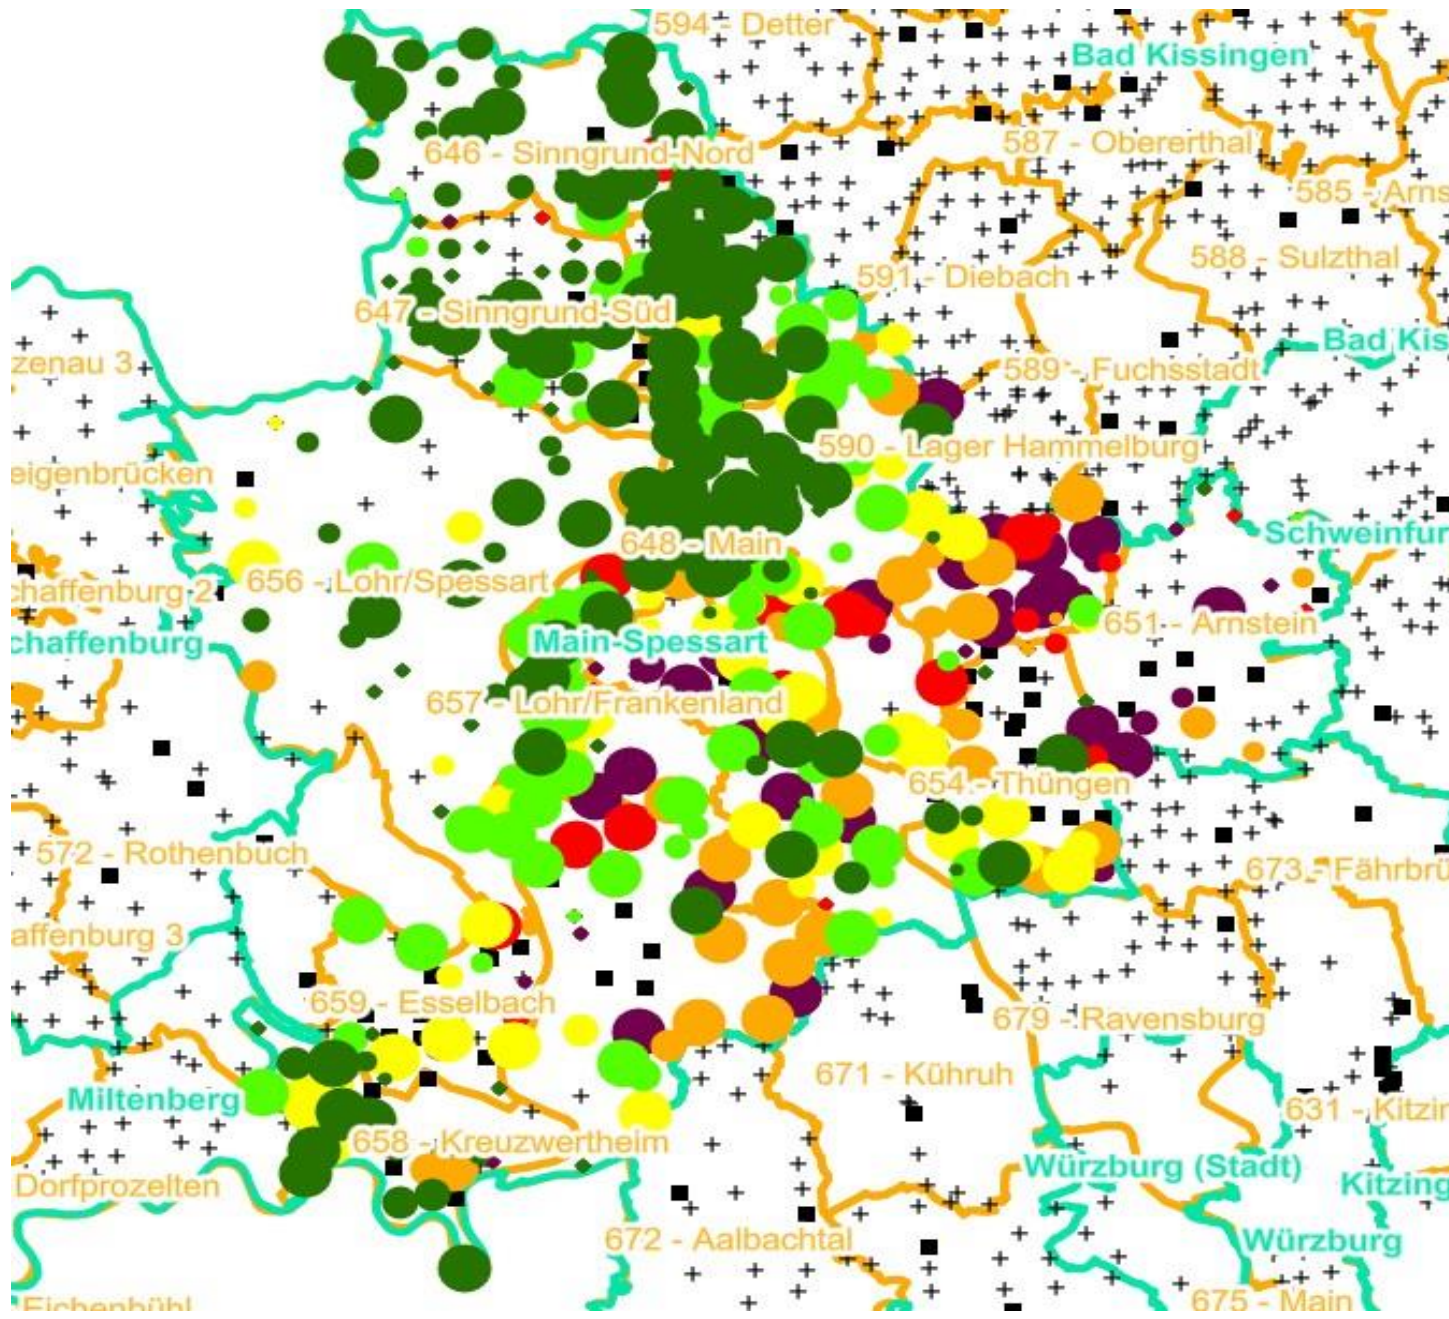 594 - Detter
Bad Kissingen
587 - Oberertal
646 - Sinngrund-Nord
585 - Arns
588 - Sulzthal
591 - Diebach
647 - Sinngrund-Süd
Bad Kis
zenau 3
589 - Fuchsstadt
590 - Lager Hammelburg
eigenbrücken
Schweinfur
648 - Main
656 - Lohr/Spessart
chaffenburg 2
651 - Arnstein
chaffenburg
Main-Spessart
657 - Lohr/Frankenland
654 - Thüngen
572 - Rothenbuch
673 - Fährbrü
affenburg 3
659 - Esselbach
679 - Ravensburg
671 - Kühruh
Miltenberg
631 - Kitzin
658 - Kreuzwertheim
Würzburg (Stadt)
Dorfprozelten
Kitzing
672 - Aalbachtal
Würzburg
675 - Main
Eichenbühl